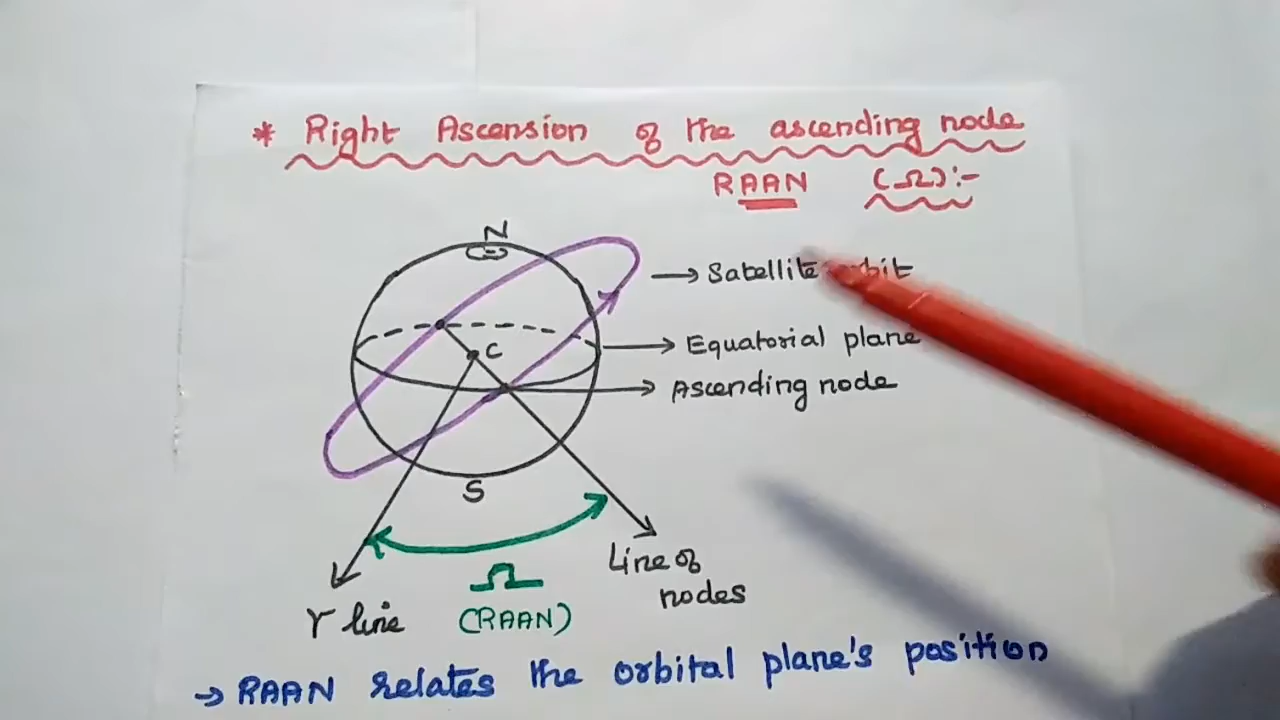 * Right Ascension of the ascending node
RAAN (Ω):-
N
→ Satellite orbit
→ Equatorial plane
C
→ Ascending node
S
Line of nodes
Ω
ϒ line
(RAAN)
→ RAAN relates the orbital plane's position